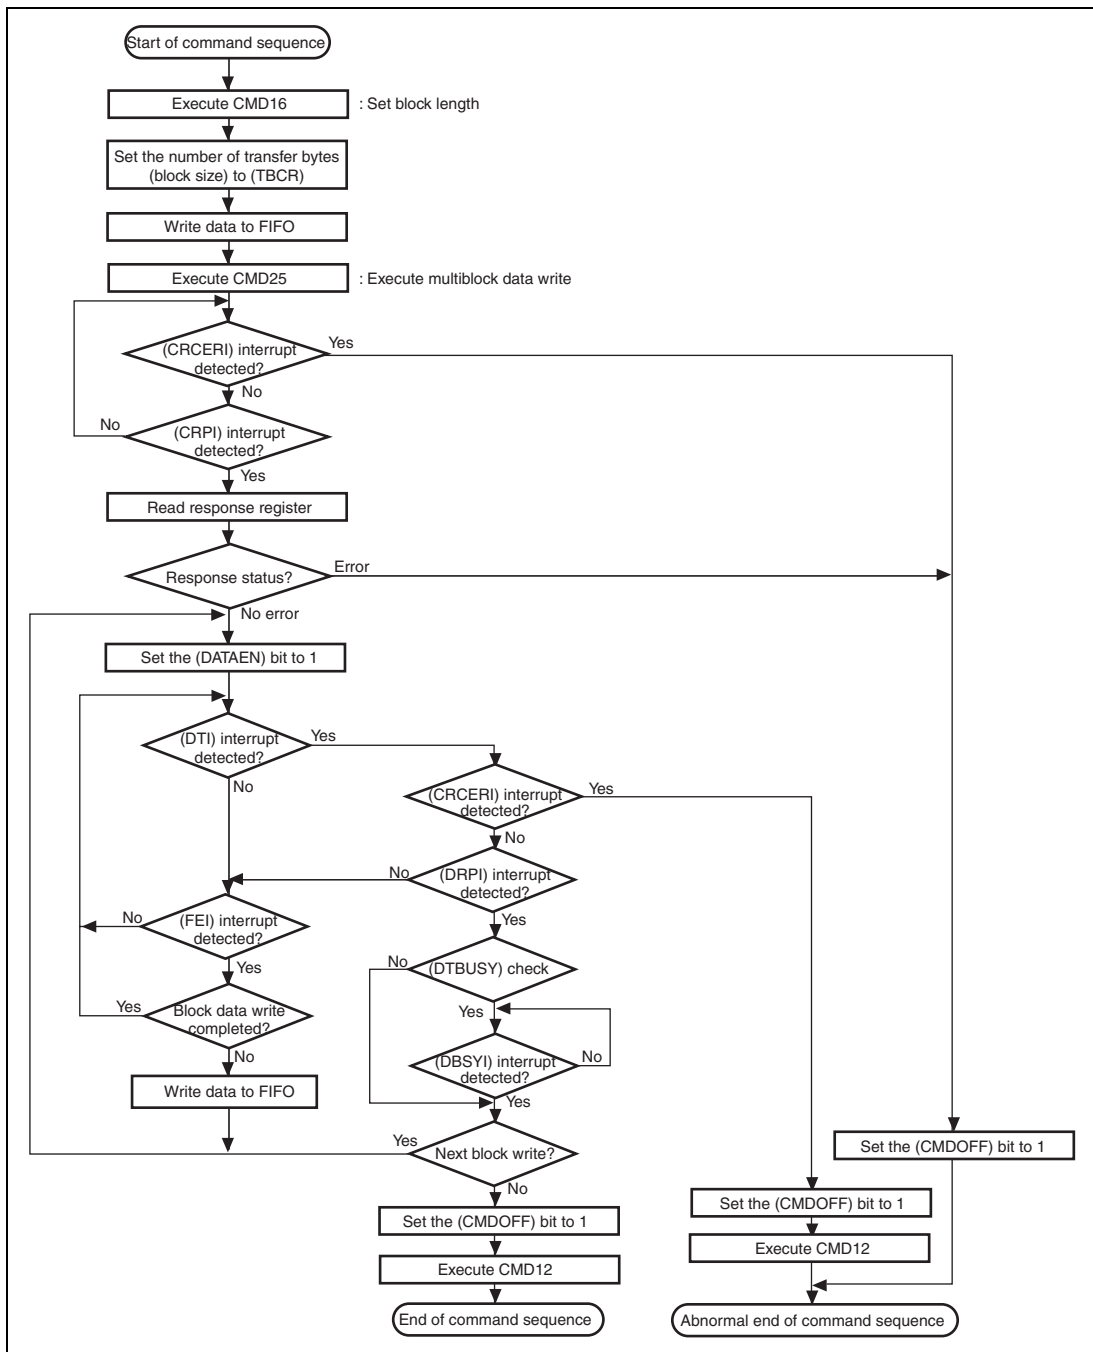 Start of command sequence
Execute CMD16
: Set block length
Set the number of transfer bytes
(block size) to (TBCR)
Write data to FIFO
Execute CMD25
: Execute multiblock data write
(CRCERI) interrupt
detected?
Yes
No
(CRPI) interrupt
detected?
No
Yes
Read response register
Response status?
Error
No error
Set the (DATAEN) bit to 1
(DTI) interrupt
detected?
Yes
No
(CRCERI) interrupt
detected?
Yes
No
(DRPI) interrupt
detected?
No
Yes
(FEI) interrupt
detected?
No
Yes
(DTBUSY) check
No
Yes
Block data write
completed?
Yes
No
(DBSYI) interrupt
detected?
No
Yes
Write data to FIFO
Next block write?
Yes
No
Set the (CMDOFF) bit to 1
Set the (CMDOFF) bit to 1
Set the (CMDOFF) bit to 1
Execute CMD12
Execute CMD12
End of command sequence
Abnormal end of command sequence